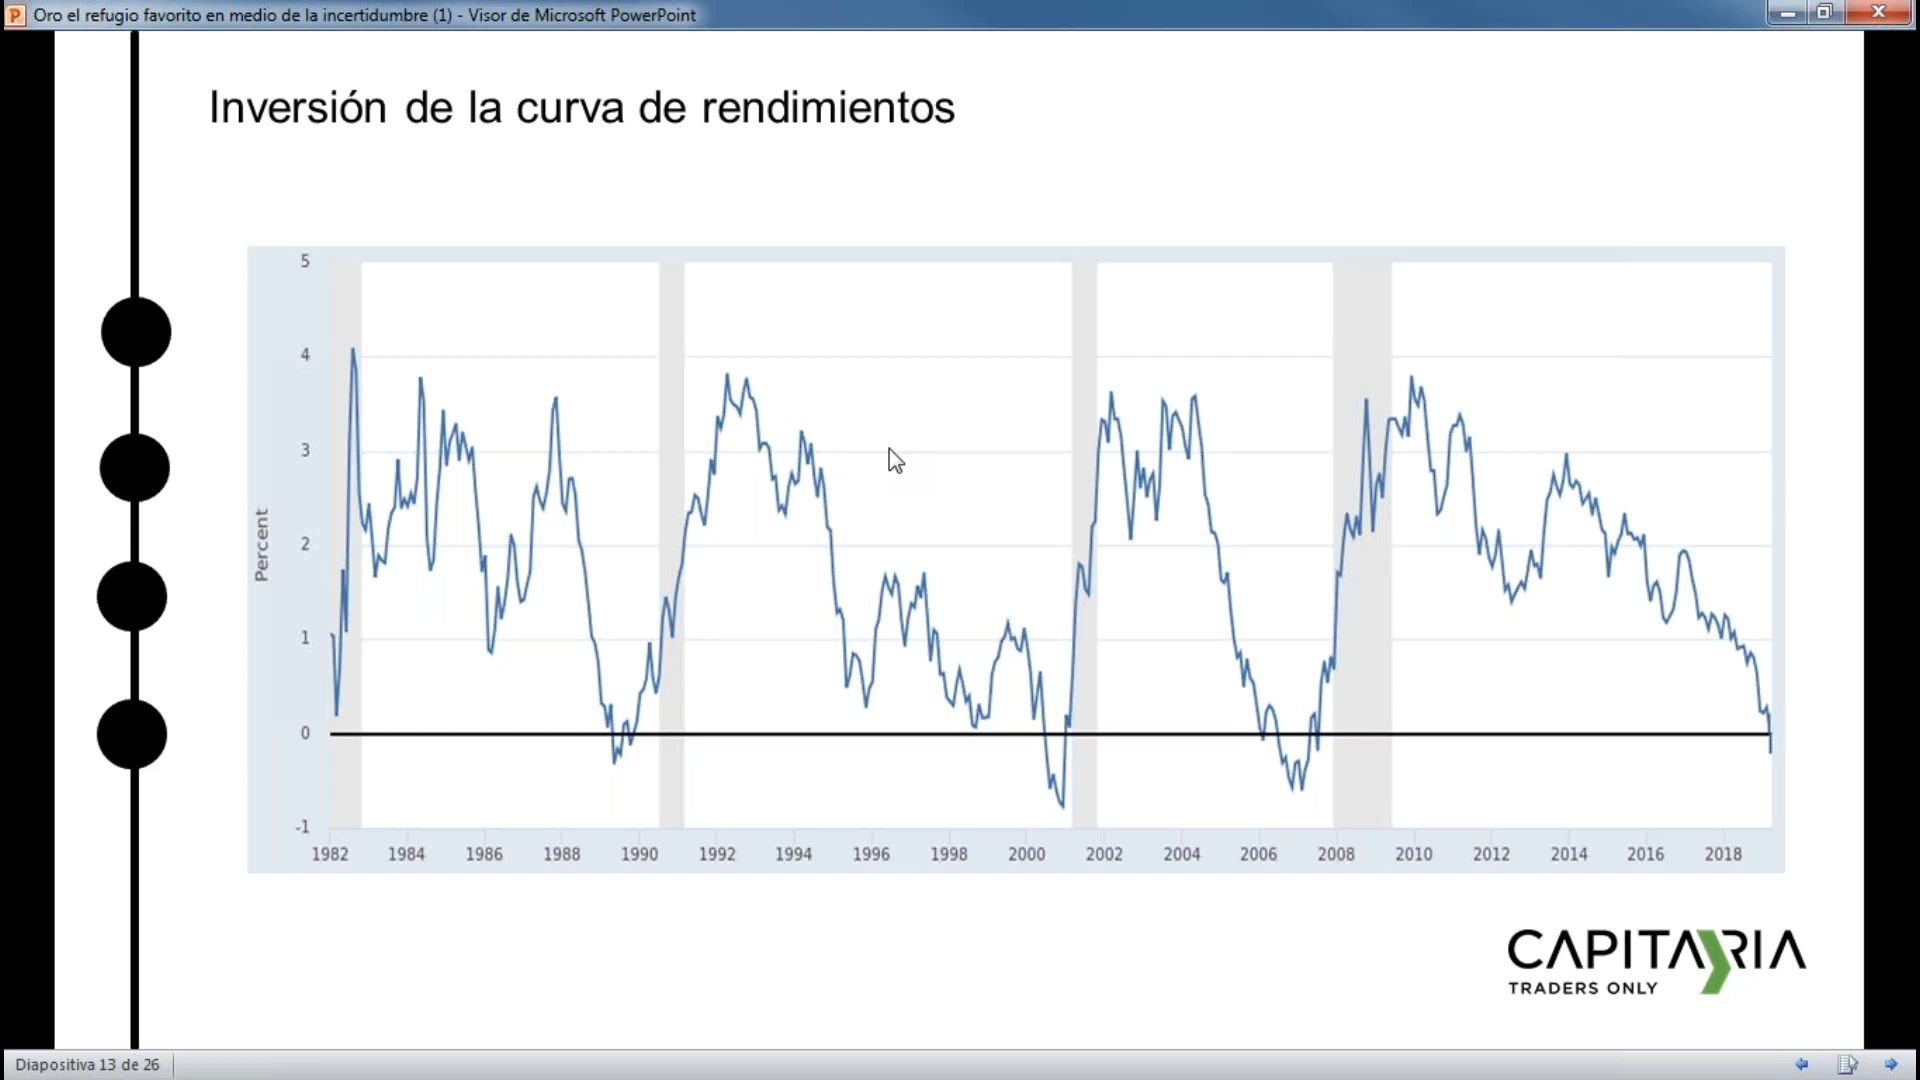 Oro el refugio favorito en medio de la incertidumbre (1) - Visor de Microsoft PowerPoint
Inversión de la curva de rendimientos
5
4
3
2
1
0
-1
Percent
1982 1984 1986 1988 1990 1992 1994 1996 1998 2000 2002 2004 2006 2008 2010 2012 2014 2016 2018
CAPITARIA
TRADERS ONLY
Diapositiva 13 de 26